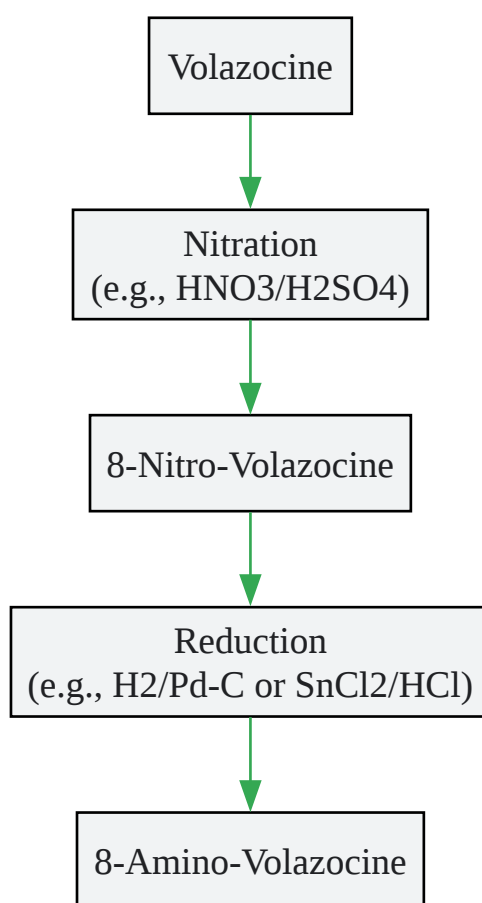 Volazocine
Nitration
(e.g., HNO3/H2SO4)
8-Nitro-Volazocine
Reduction
(e.g., H2/Pd-C or SnCl2/HCl)
8-Amino-Volazocine